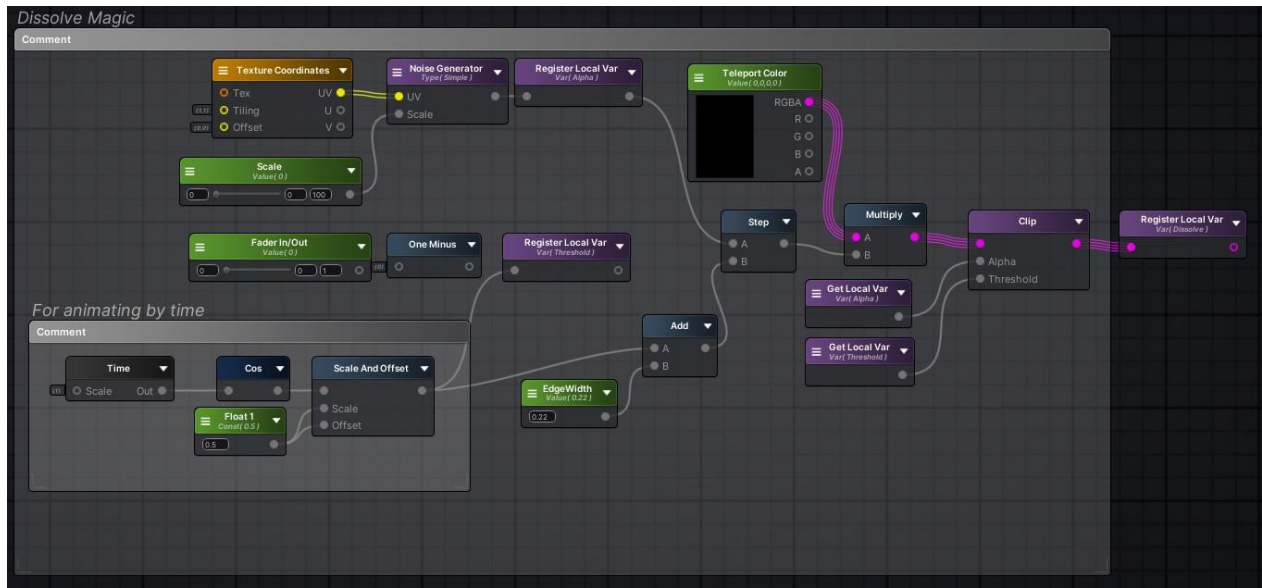 Dissolve Magic
Comment
Texture Coordinates
Tex UV
(1,1) Tiling U
(0,0) Offset V
Noise Generator
Type( Simple )
UV
Scale
Register Local Var
Var( Alpha )
Teleport Color
Value( 0,0,0,0 )
RGBA
R
G
B
A
Scale
Value( 0 )
0 0 100
Fader In/Out
Value( 0 )
0 0 1
One Minus
(0)
Register Local Var
Var( Threshold )
Step
A
B
Multiply
A
B
Clip
Alpha
Threshold
Register Local Var
Var( Dissolve )
Get Local Var
Var( Alpha )
Get Local Var
Var( Threshold )
For animating by time
Comment
Time
(1) Scale Out
Cos
Scale And Offset
Scale
Offset
Float 1
Const( 0.5 )
0.5
Add
A
B
EdgeWidth
Value( 0.22 )
0.22